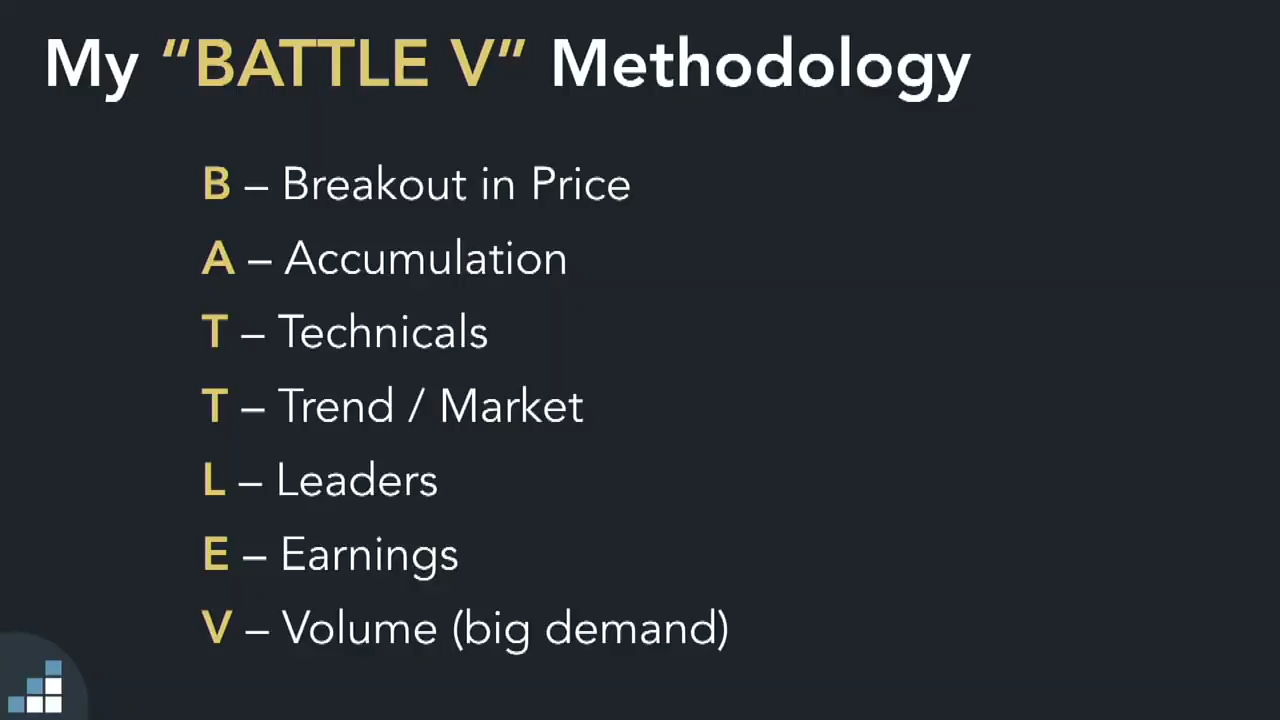 My “BATTLE V” Methodology
B – Breakout in Price
A – Accumulation
T – Technicals
T – Trend / Market
L – Leaders
E – Earnings
V – Volume (big demand)